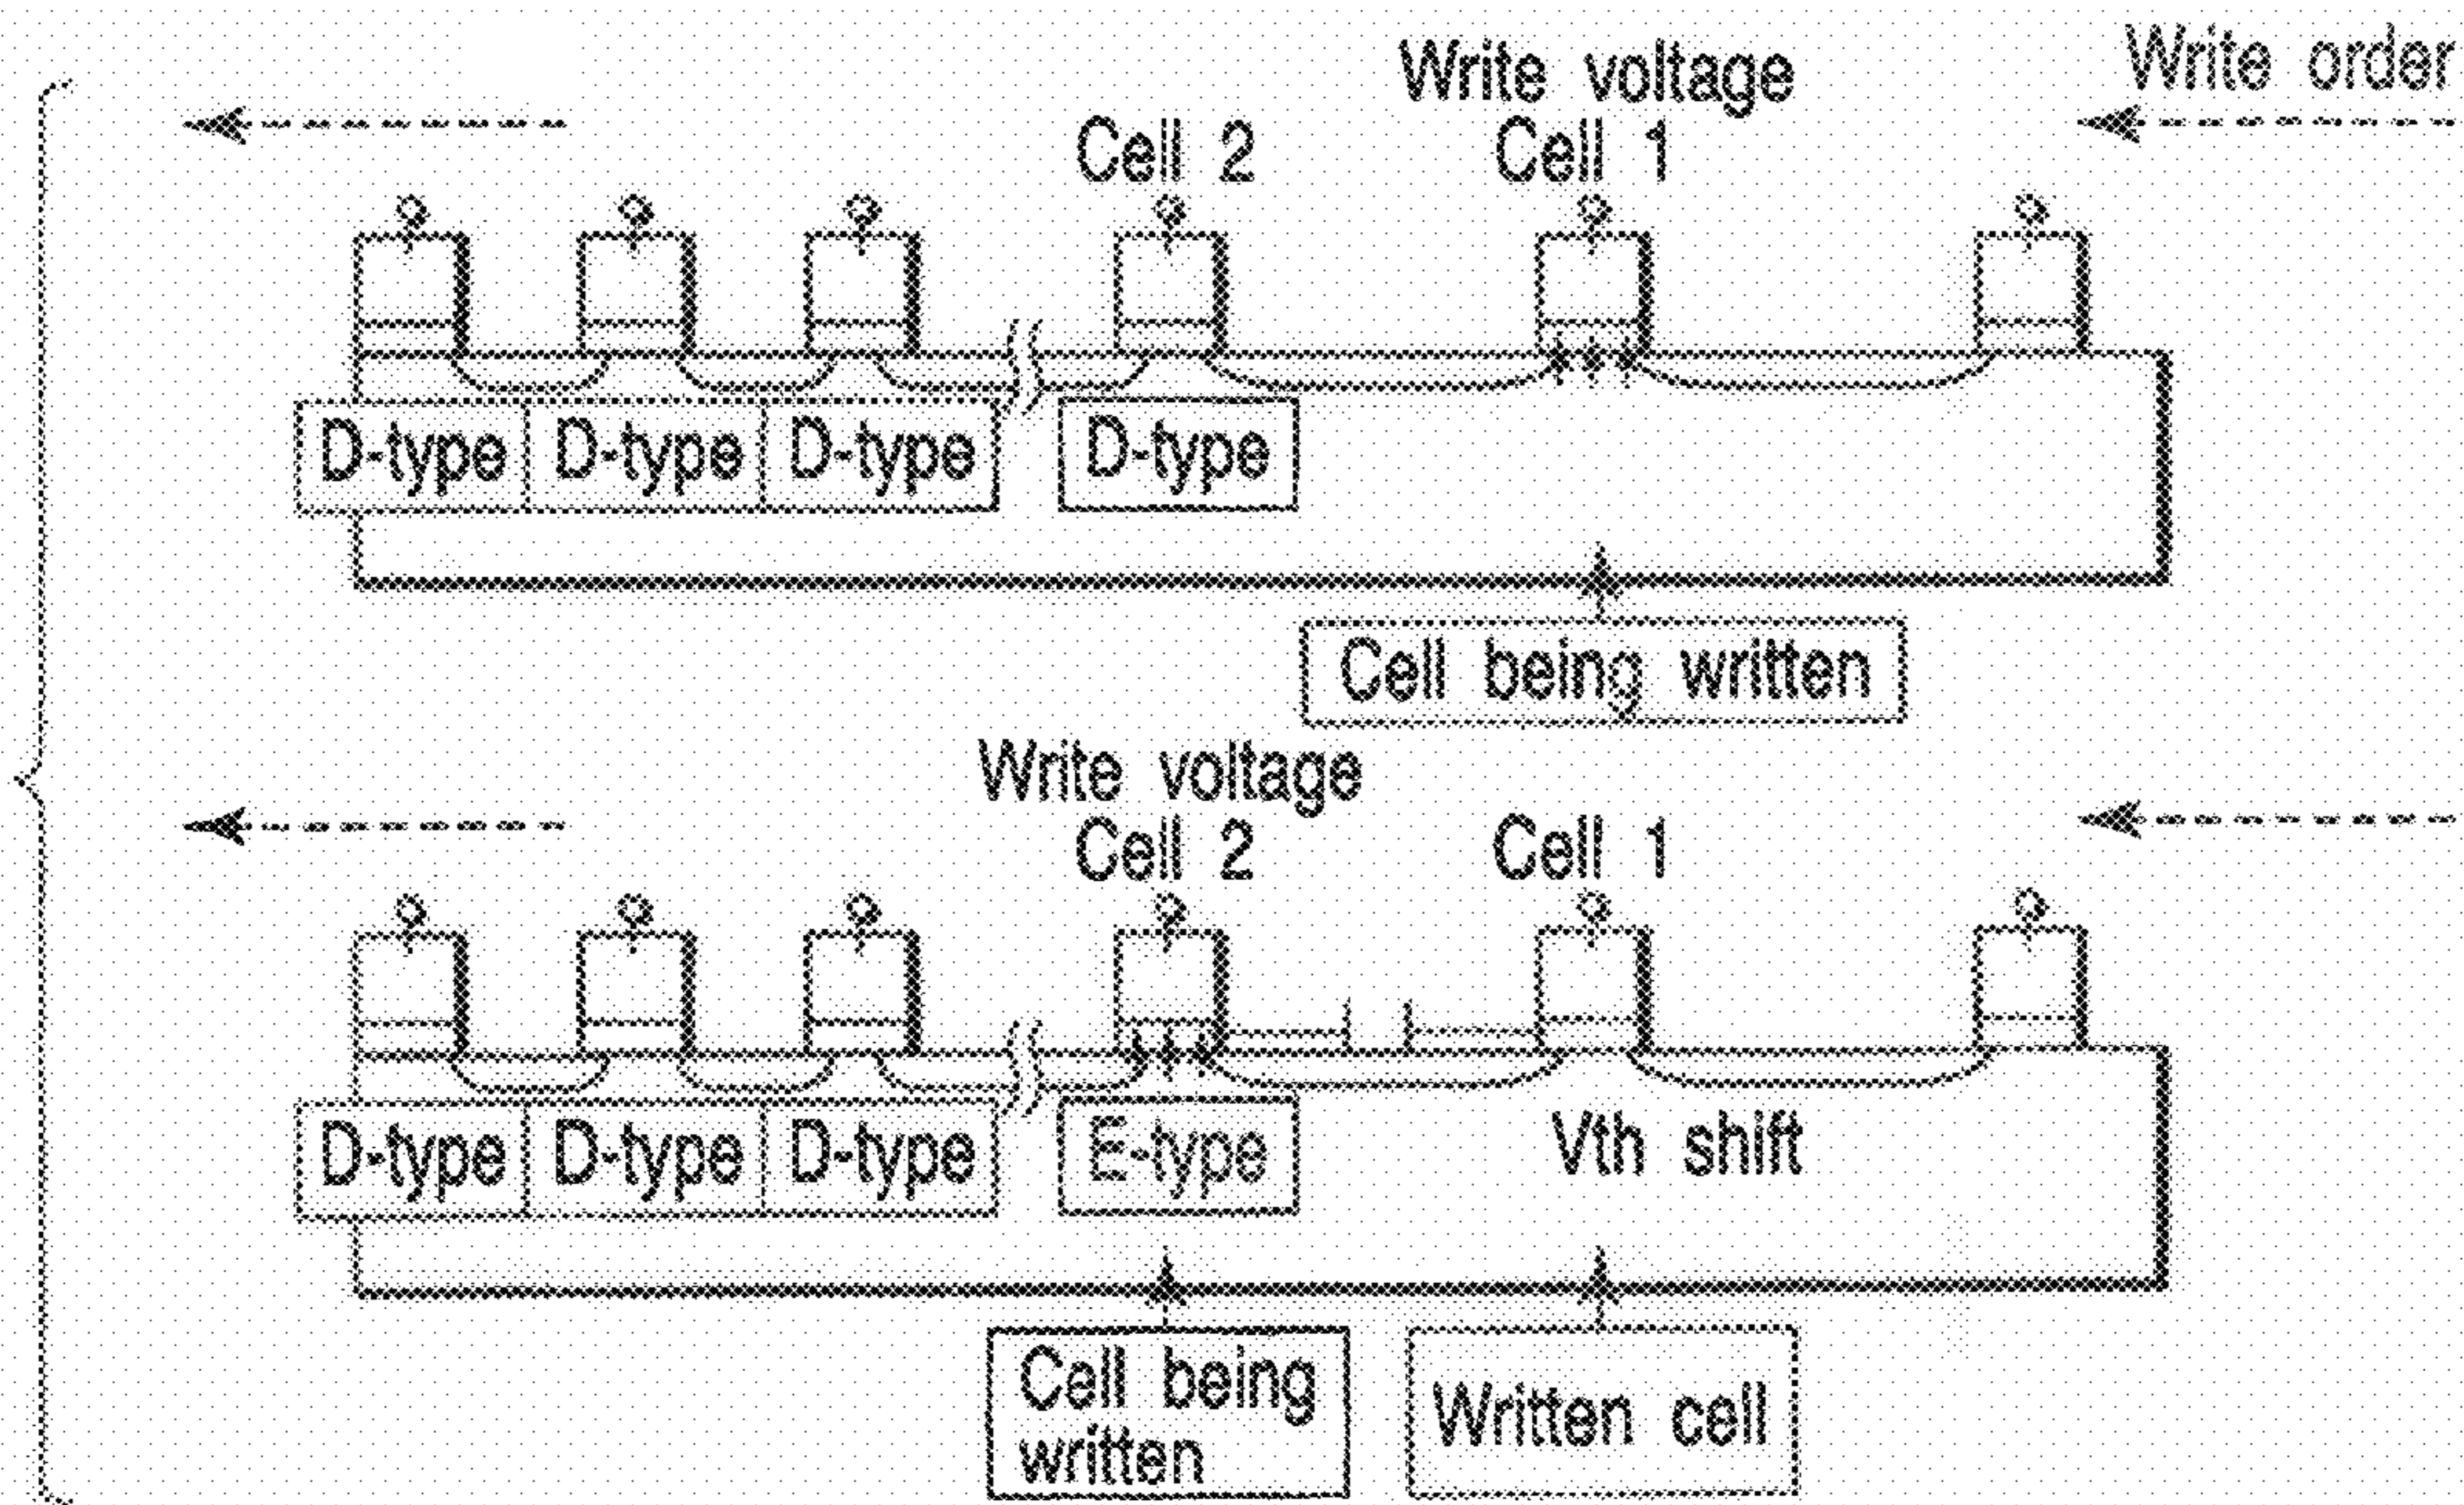 Write order
Write voltage
Cell 2 Cell 1
D-type D-type D-type D-type
Cell being written
Write voltage
Cell 2 Cell 1
D-type D-type D-type E-type Vth shift
Cell being
written
Written cell